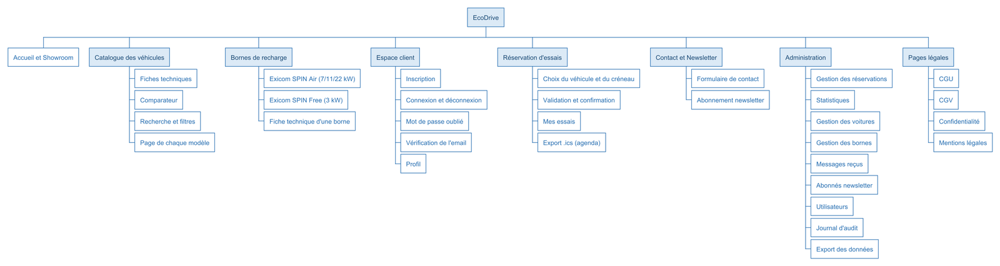 EcoDrive
Accueil et Showroom
Catalogue des véhicules
Fiches techniques
Comparateur
Recherche et filtres
Page de chaque modèle
Bornes de recharge
Exicom SPIN Air (7/11/22 kW)
Exicom SPIN Free (3 kW)
Fiche technique d'une borne
Espace client
Inscription
Connexion et déconnexion
Mot de passe oublié
Vérification de l'email
Profil
Réservation d'essais
Choix du véhicule et du créneau
Validation et confirmation
Mes essais
Export .ics (agenda)
Contact et Newsletter
Formulaire de contact
Abonnement newsletter
Administration
Gestion des réservations
Statistiques
Gestion des voitures
Gestion des bornes
Messages reçus
Abonnés newsletter
Utilisateurs
Journal d'audit
Export des données
Pages légales
CGU
CGV
Confidentialité
Mentions légales